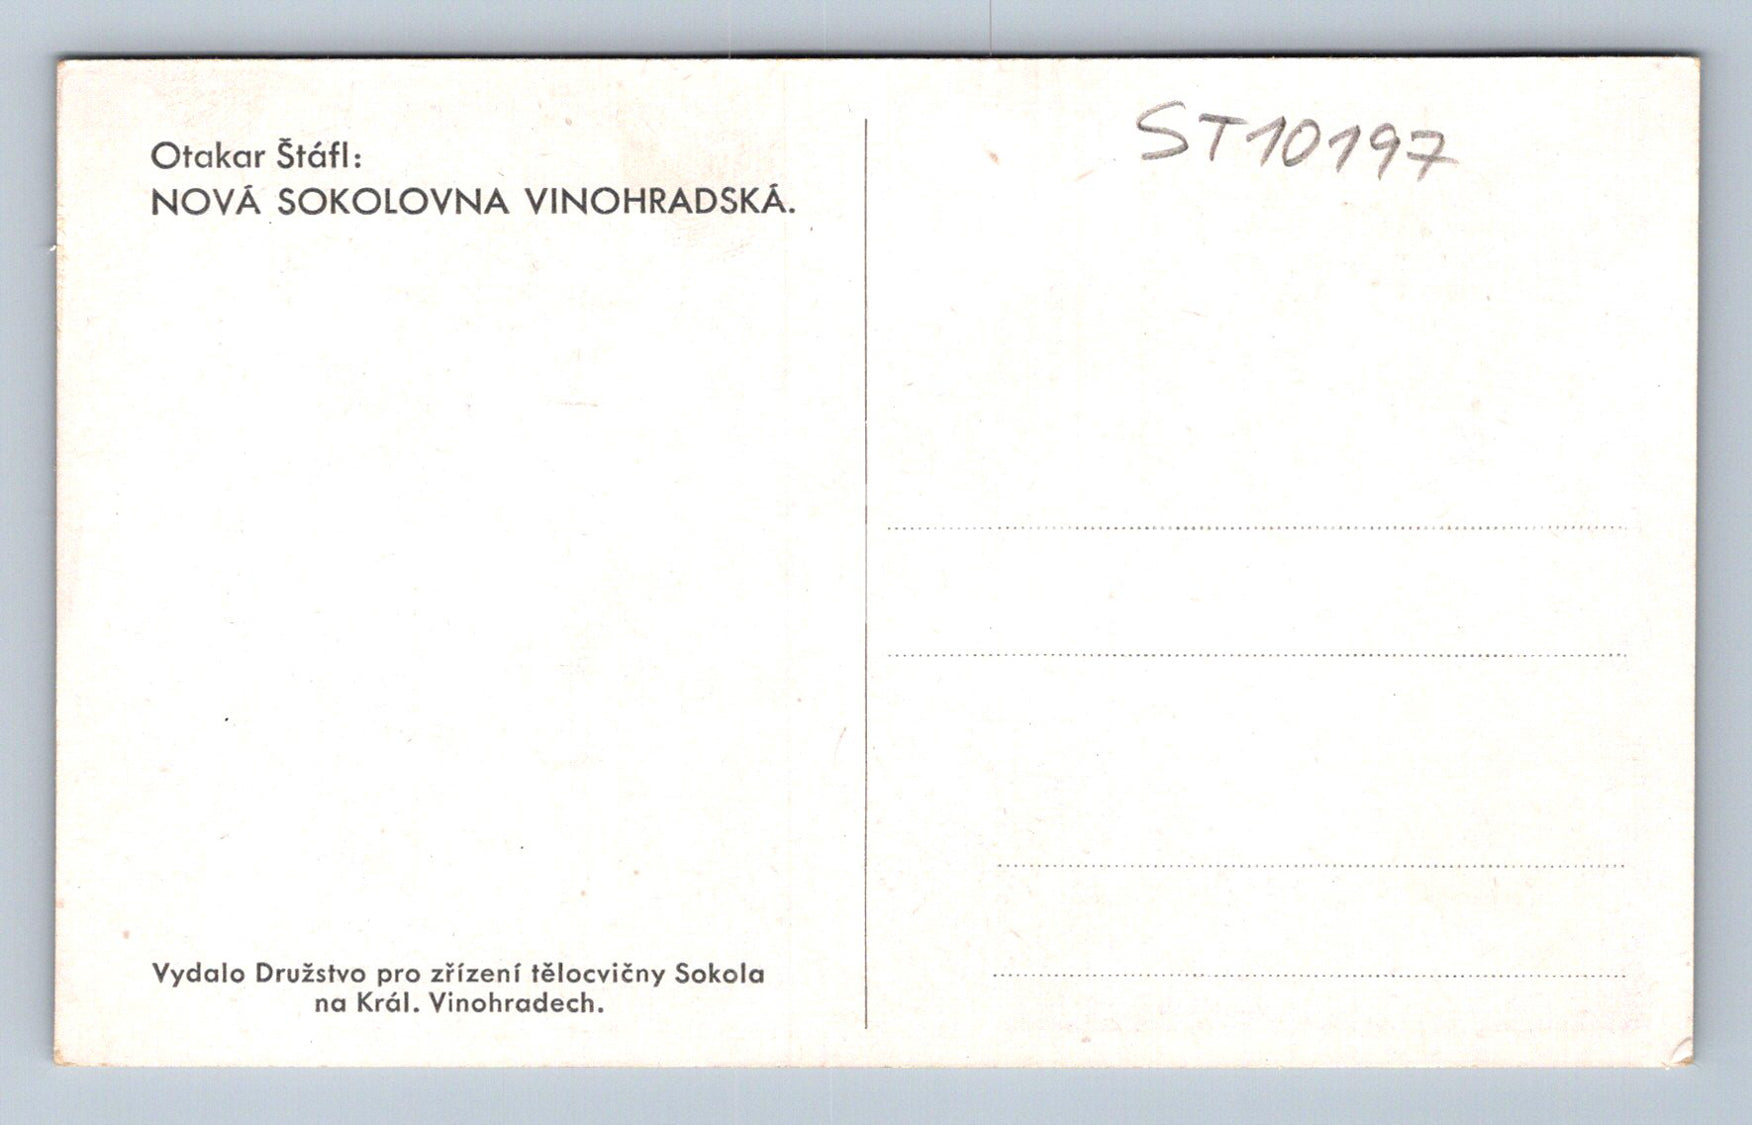 Otakar Štáfl:
NOVÁ SOKOLOVNA VINOHRADSKÁ.
ST10197
Vydalo Družstvo pro zřízení tělocvičny Sokola
na Král. Vinohradech.